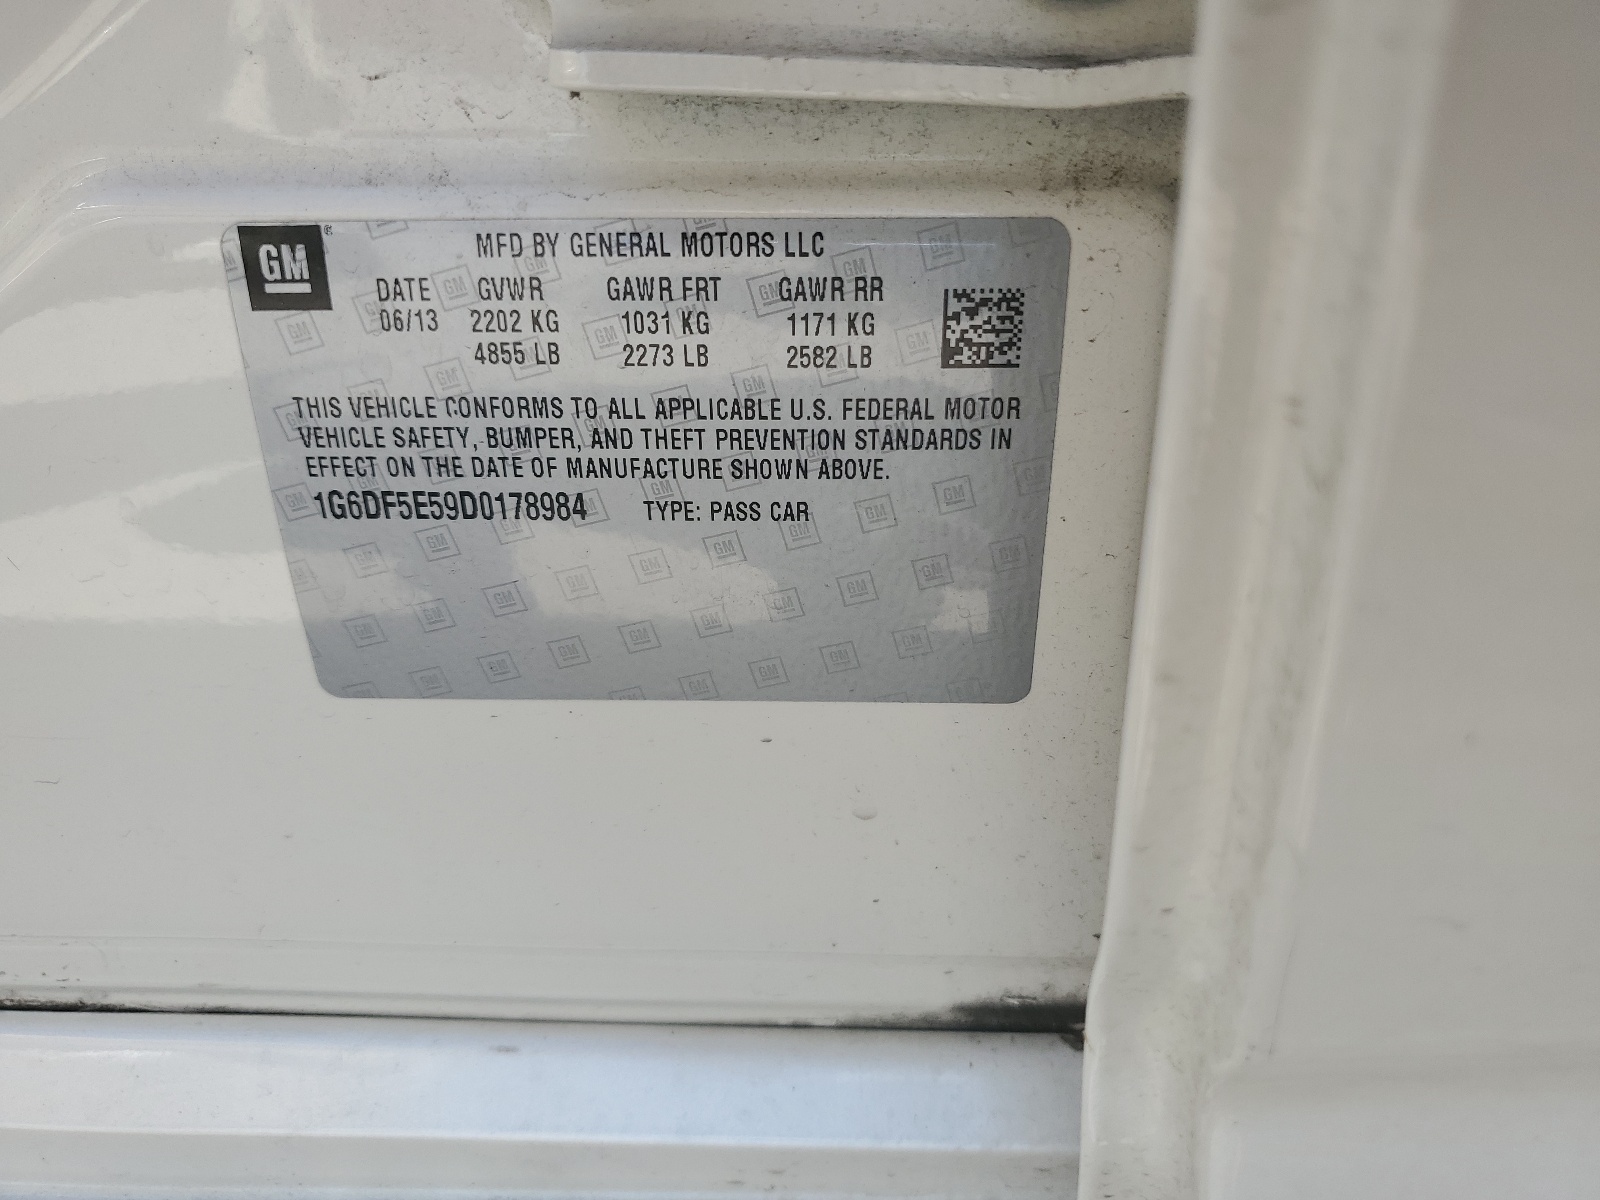 GM
MFD BY GENERAL MOTORS LLC
DATE GVWR GAWR FRT GAWR RR
06/13 2202 KG 1031 KG 1171 KG
4855 LB 2273 LB 2582 LB
THIS VEHICLE CONFORMS TO ALL APPLICABLE U.S. FEDERAL MOTOR
VEHICLE SAFETY, BUMPER, AND THEFT PREVENTION STANDARDS IN
EFFECT ON THE DATE OF MANUFACTURE SHOWN ABOVE.
1G6DF5E59D0178984 TYPE: PASS CAR